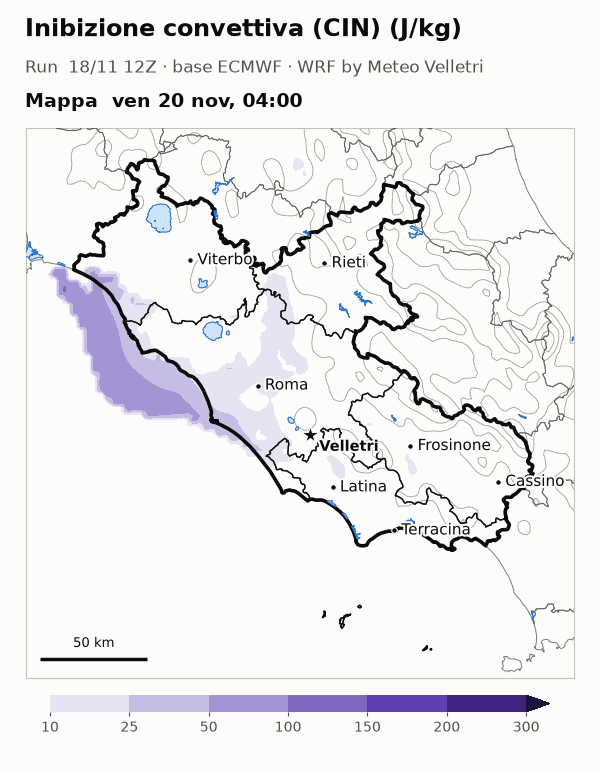 Inibizione convettiva (CIN) (J/kg)
Run  18/11 12Z · base ECMWF · WRF by Meteo Velletri
Mappa  ven 20 nov, 04:00
Viterbo
Rieti
Roma
Velletri
Frosinone
Latina
Cassino
Terracina
50 km
10 25 50 100 150 200 300